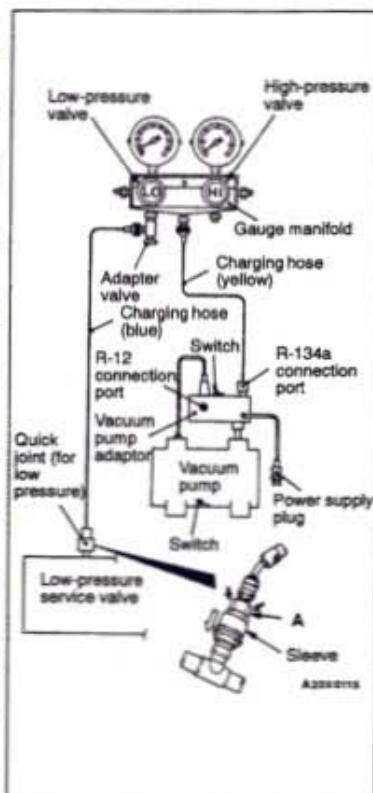 Low-pressure
valve
High-pressure
valve
LO
HI
Gauge manifold
Adapter
valve
Charging hose
(yellow)
Charging hose
(blue)
Switch
R-12
connection
port
R-134a
connection
port
Vacuum
pump
adaptor
Quick
joint (for
low
pressure)
Vacuum
pump
Power supply
plug
Switch
Low-pressure
service valve
A
Sleeve